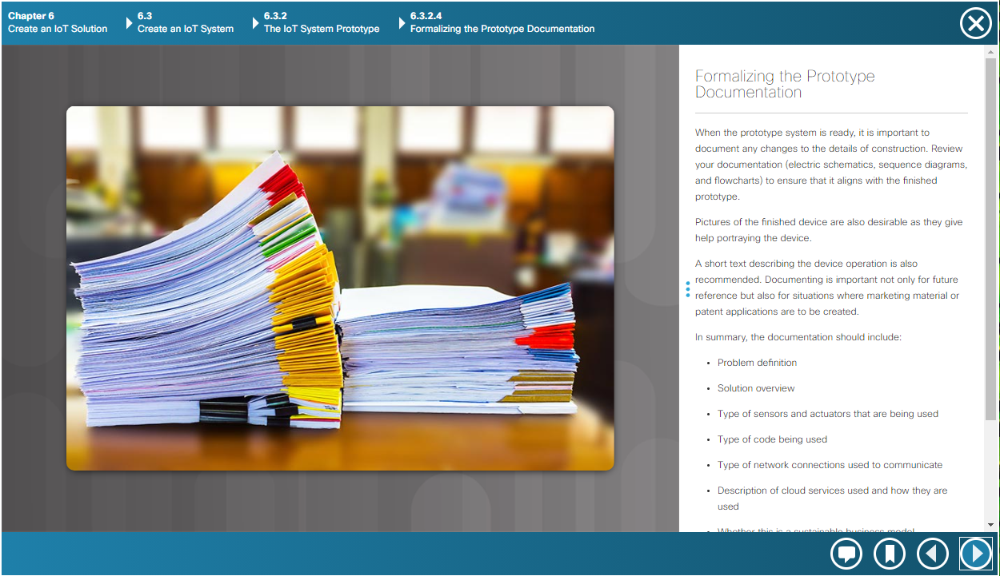 Chapter 6
Create an IoT Solution
6.3
Create an IoT System
6.3.2
The IoT System Prototype
6.3.2.4
Formalizing the Prototype Documentation
Formalizing the Prototype
Documentation
When the prototype system is ready, it is important to
document any changes to the details of construction. Review
your documentation (electric schematics, sequence diagrams,
and flowcharts) to ensure that it aligns with the finished
prototype.
Pictures of the finished device are also desirable as they give
help portraying the device.
A short text describing the device operation is also
recommended. Documenting is important not only for future
reference but also for situations where marketing material or
patent applications are to be created.
In summary, the documentation should include:
• Problem definition
• Solution overview
• Type of sensors and actuators that are being used
• Type of code being used
• Type of network connections used to communicate
• Description of cloud services used and how they are
used
• Whether this is a sustainable business model